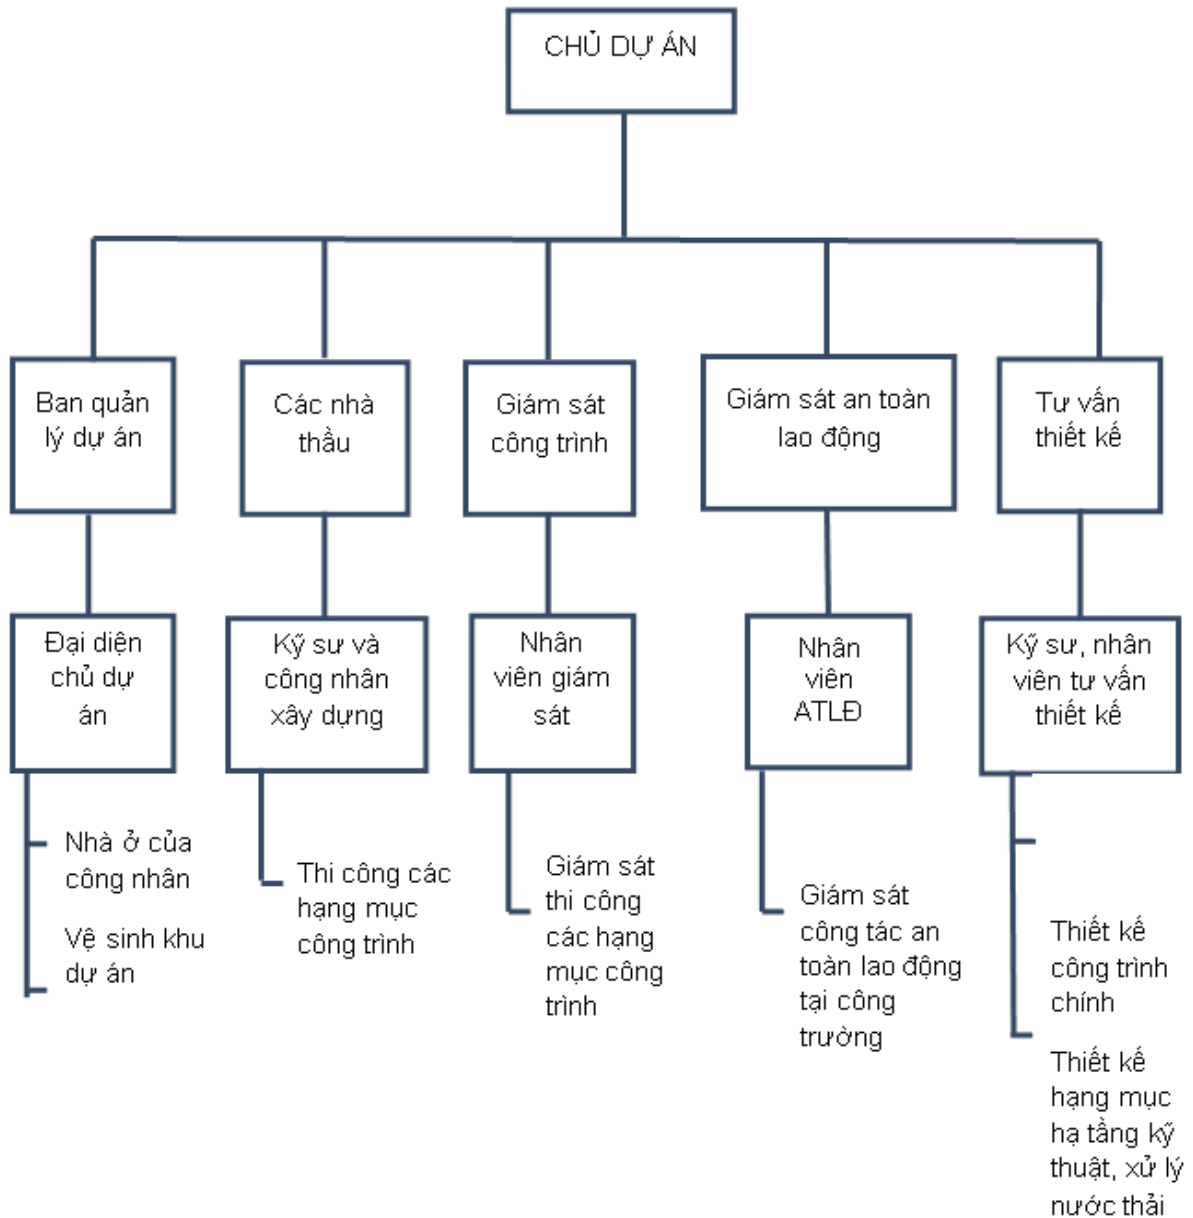 CHỦ DỰ ÁN
Ban quản
lý dự án
Các nhà
thầu
Giám sát
công trình
Giám sát an toàn
lao động
Tư vấn
thiết kế
Đại diện
chủ dự
án
Kỹ sư và
công nhân
xây dựng
Nhân
viên giám
sát
Nhân
viên
ATLĐ
Kỹ sư, nhân
viên tư vấn
thiết kế
Nhà ở của
công nhân
Vệ sinh khu
dự án
Thi công các
hạng mục
công trình
Giám sát
thi công
các hạng
mục công
trình
Giám sát
công tác an
toàn lao động
tại công
trường
Thiết kế
công trình
chính
Thiết kế
hạng mục
hạ tầng kỹ
thuật, xử lý
nước thải